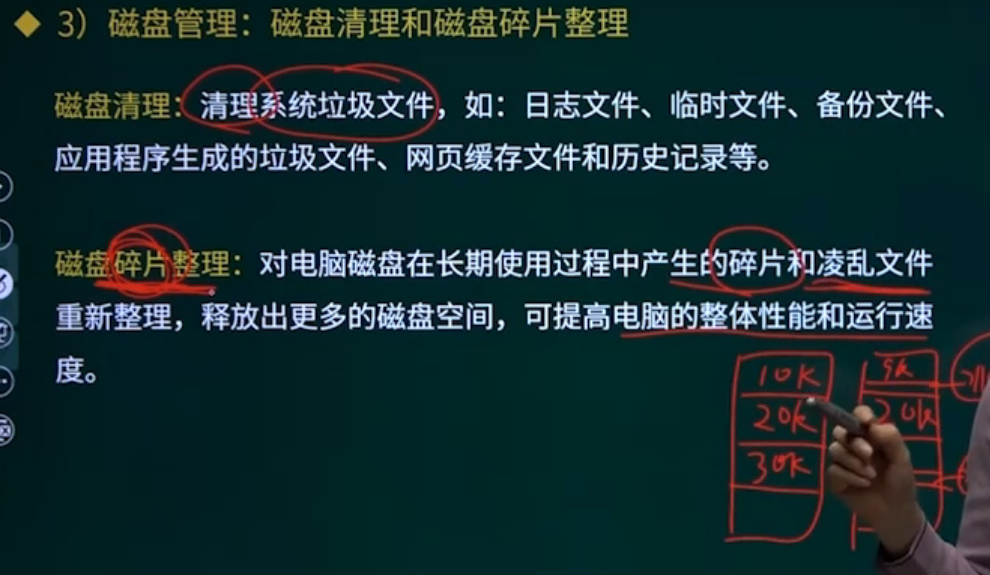 3）磁盘管理：磁盘清理和磁盘碎片整理
磁盘清理：清理系统垃圾文件，如：日志文件、临时文件、备份文件、
应用程序生成的垃圾文件、网页缓存文件和历史记录等。
磁盘碎片整理：对电脑磁盘在长期使用过程中产生的碎片和凌乱文件
重新整理，释放出更多的磁盘空间，可提高电脑的整体性能和运行速
度。
10k
20k
30k
9k
20k